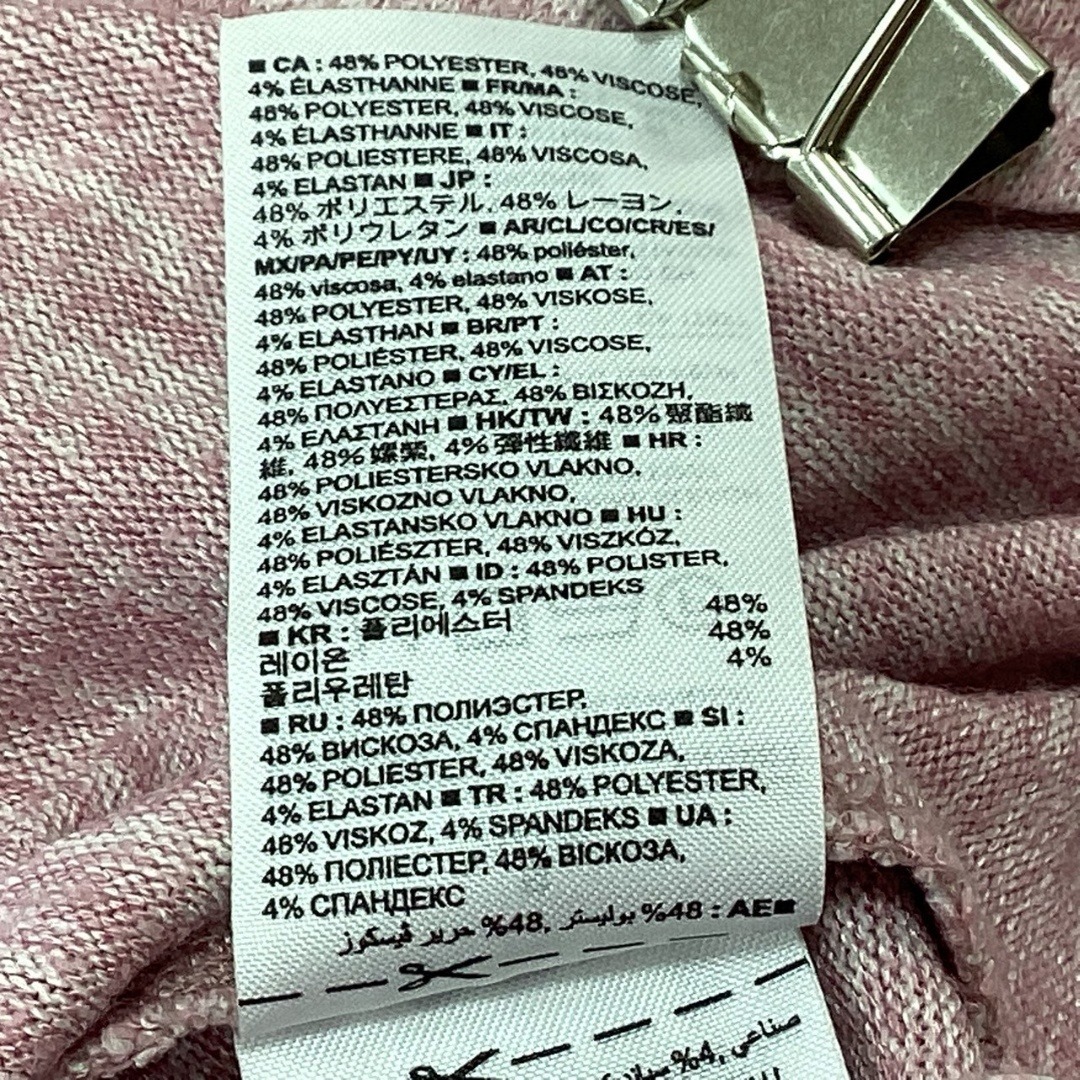 ■ CA : 48% POLYESTER, 48% VISCOSE,
4% ÉLASTHANNE ■ FR/MA :
48% POLYESTER, 48% VISCOSE,
4% ÉLASTHANNE ■ IT :
48% POLIESTERE, 48% VISCOSA,
4% ELASTAN ■ JP :
48% ポリエステル, 48% レーヨン,
4% ポリウレタン ■ AR/CL/CO/CR/ES/
MX/PA/PE/PY/UY : 48% poliéster,
48% viscosa, 4% elastano ■ AT :
48% POLYESTER, 48% VISKOSE,
4% ELASTHAN ■ BR/PT :
48% POLIÉSTER, 48% VISCOSE,
4% ELASTANO ■ CY/EL :
48% ΠΟΛΥΕΣΤΕΡΑΣ, 48% ΒΙΣΚΟΖΗ,
4% ΕΛΑΣΤΑΝΗ ■ HK/TW : 48% 聚酯纖
維, 48% 嫘縈, 4% 彈性纖維 ■ HR :
48% POLIESTERSKO VLAKNO,
48% VISKOZNO VLAKNO,
4% ELASTANSKO VLAKNO ■ HU :
48% POLIÉSZTER, 48% VISZKÓZ,
4% ELASZTÁN ■ ID : 48% POLISTER,
48% VISCOSE, 4% SPANDEKS
■ KR : 폴리에스터 48%
레이온 48%
폴리우레탄 4%
■ RU : 48% ПОЛИЭСТЕР,
48% ВИСКОЗА, 4% СПАНДЕКС ■ SI :
48% POLIESTER, 48% VISKOZA,
4% ELASTAN ■ TR : 48% POLYESTER,
48% VISKOZ, 4% SPANDEKS ■ UA :
48% ПОЛІЕСТЕР, 48% ВІСКОЗА,
4% СПАНДЕКС
■AE : 48% بوليستر, 48% حرير ڤيسكوز
صناعي, 4%